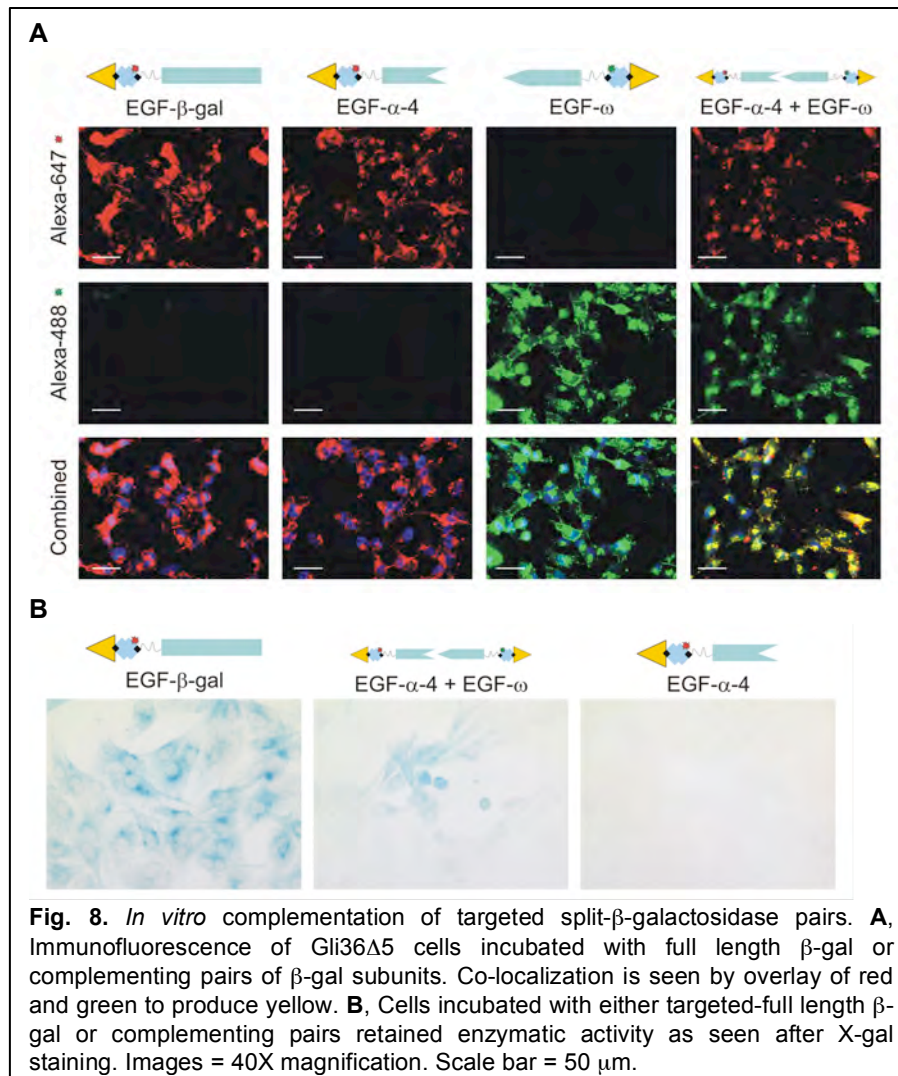 A
EGF-β-gal
EGF-α-4
EGF-ω
EGF-α-4 + EGF-ω
Alexa-647
Alexa-488
Combined
B
EGF-β-gal
EGF-α-4 + EGF-ω
EGF-α-4
Fig. 8. In vitro complementation of targeted split-β-galactosidase pairs. A,
Immunofluorescence of Gli36Δ5 cells incubated with full length β-gal or
complementing pairs of β-gal subunits. Co-localization is seen by overlay of red
and green to produce yellow. B, Cells incubated with either targeted-full length β-
gal or complementing pairs retained enzymatic activity as seen after X-gal
staining. Images = 40X magnification. Scale bar = 50 μm.